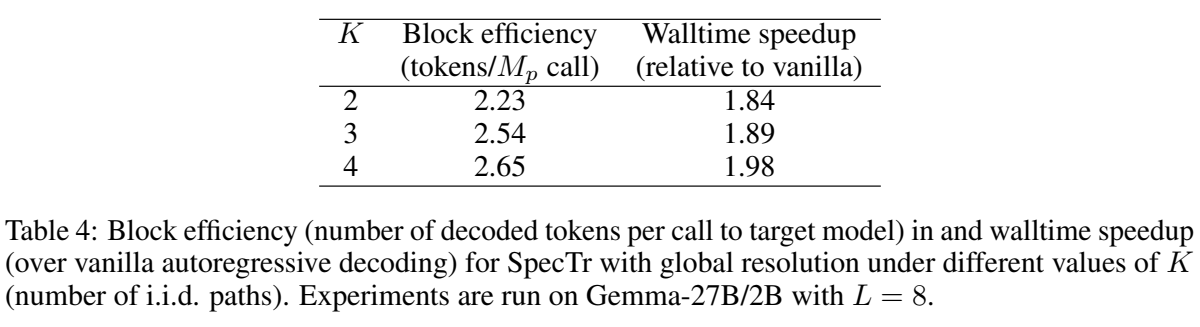 K Block efficiency Walltime speedup
(tokens/M_p call) (relative to vanilla)
2 2.23 1.84
3 2.54 1.89
4 2.65 1.98
Table 4: Block efficiency (number of decoded tokens per call to target model) in and walltime speedup
(over vanilla autoregressive decoding) for SpecTr with global resolution under different values of K
(number of i.i.d. paths). Experiments are run on Gemma-27B/2B with L = 8.